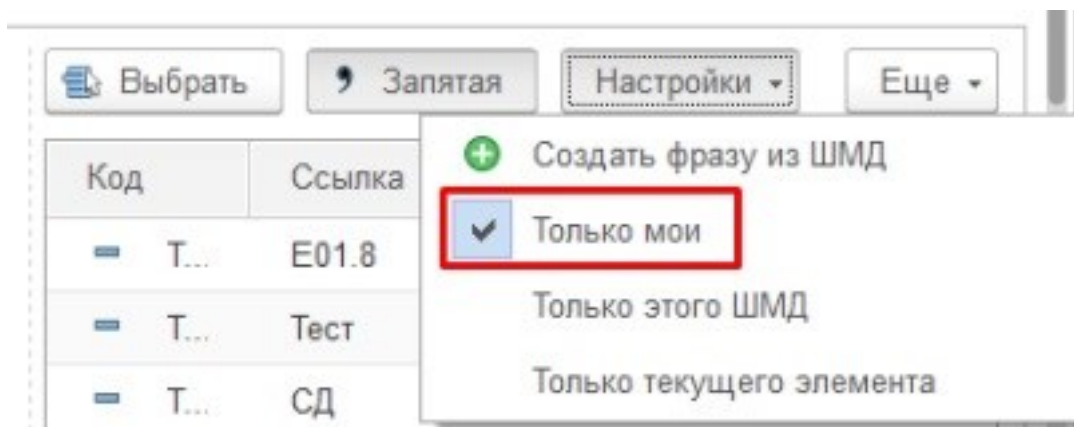 Выбрать Запятая Настройки Еще
Код Ссылка
Создать фразу из ШМД
Только мои
Т... Е01.8
Только этого ШМД
Т... Тест
Только текущего элемента
Т... СД